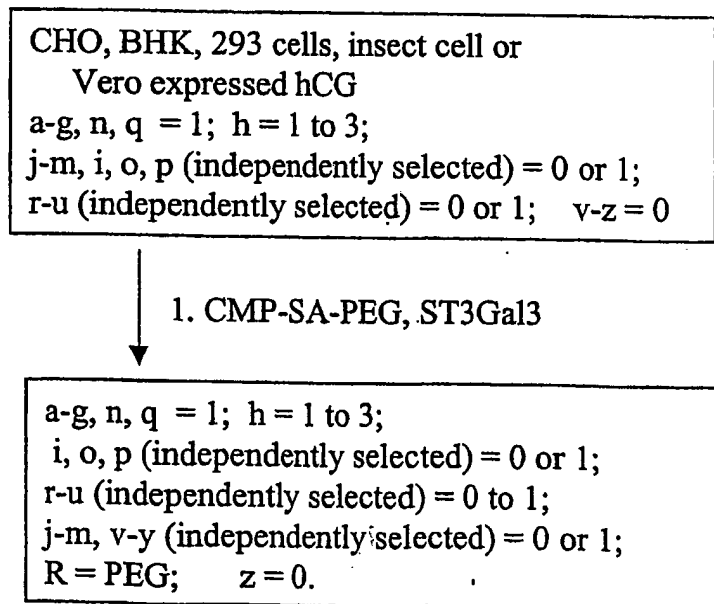 CHO, BHK, 293 cells, insect cell or
Vero expressed hCG
a-g, n, q = 1; h = 1 to 3;
j-m, i, o, p (independently selected) = 0 or 1;
r-u (independently selected) = 0 or 1; v-z = 0
1. CMP-SA-PEG, ST3Gal3
a-g, n, q = 1; h = 1 to 3;
i, o, p (independently selected) = 0 or 1;
r-u (independently selected) = 0 to 1;
j-m, v-y (independently selected) = 0 or 1;
R = PEG; z = 0.